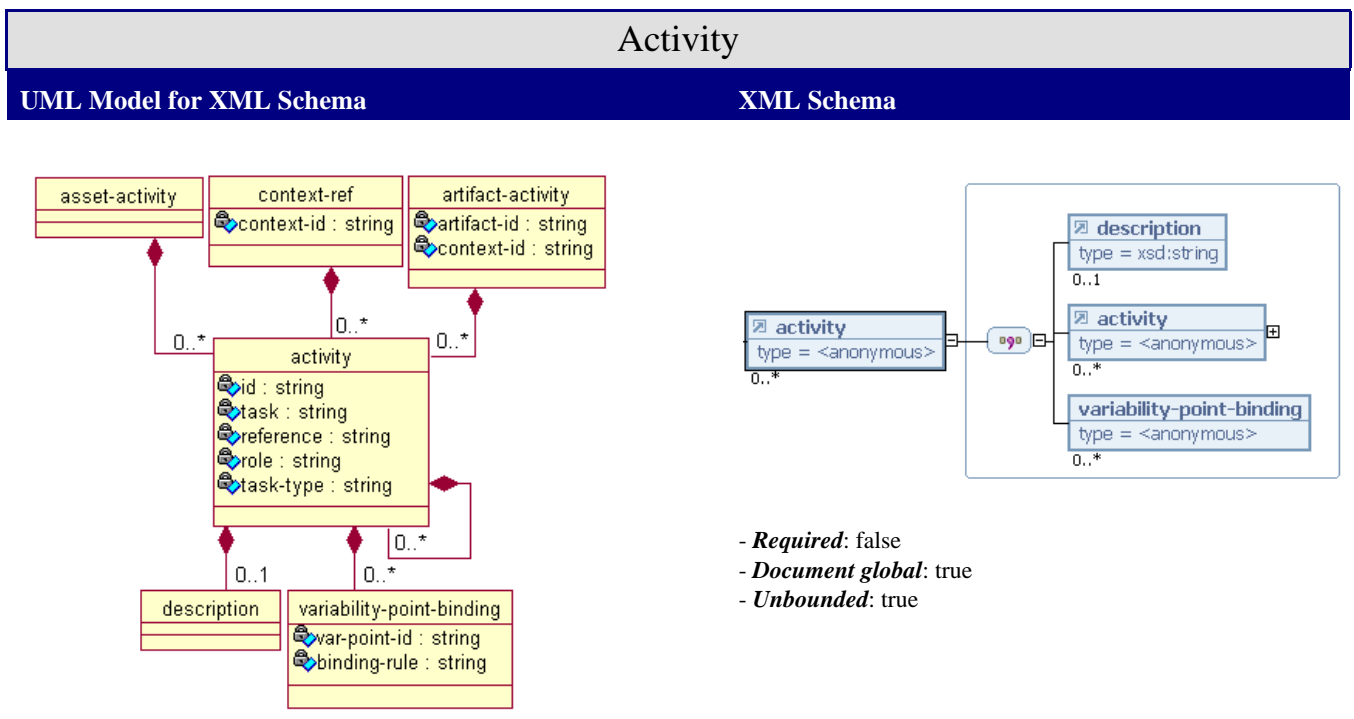 Activity
UML Model for XML Schema
XML Schema
asset-activity
context-ref
context-id : string
artifact-activity
artifact-id : string
context-id : string
0..*
0..*
0..*
activity
id : string
task : string
reference : string
role : string
task-type : string
0..*
0..1
0..*
description
variability-point-binding
var-point-id : string
binding-rule : string
activity
type = <anonymous>
0..*
description
type = xsd:string
0..1
activity
type = <anonymous>
0..*
variability-point-binding
type = <anonymous>
0..*
- Required: false
- Document global: true
- Unbounded: true